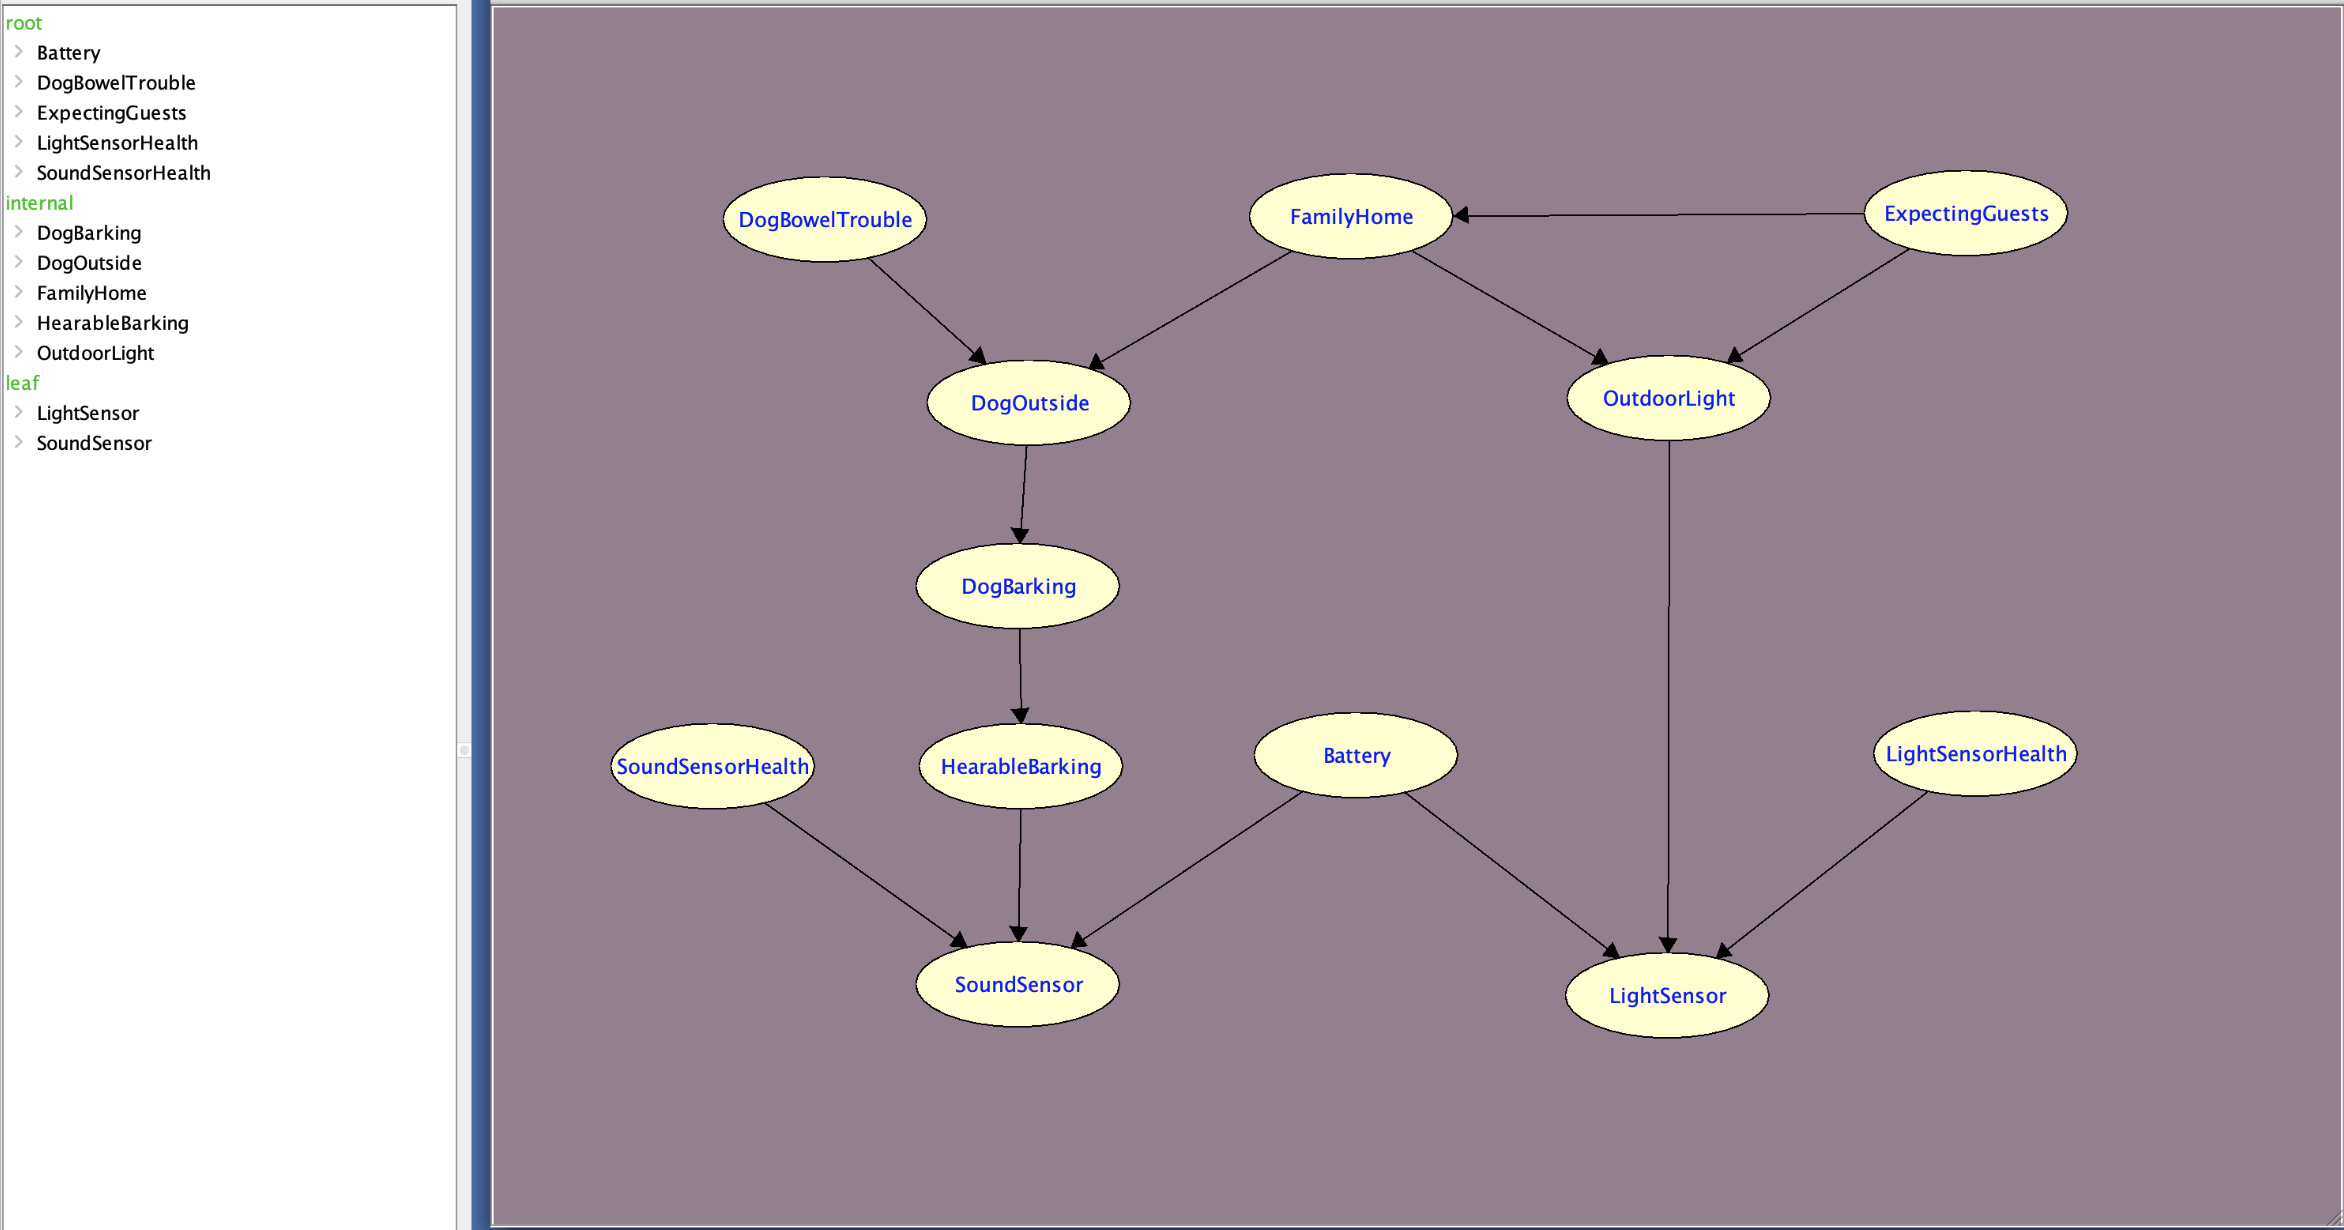 root
Battery
DogBowelTrouble
ExpectingGuests
LightSensorHealth
SoundSensorHealth
internal
DogBarking
DogOutside
FamilyHome
HearableBarking
OutdoorLight
leaf
LightSensor
SoundSensor
DogBowelTrouble
FamilyHome
ExpectingGuests
DogOutside
OutdoorLight
DogBarking
SoundSensorHealth
HearableBarking
Battery
LightSensorHealth
SoundSensor
LightSensor